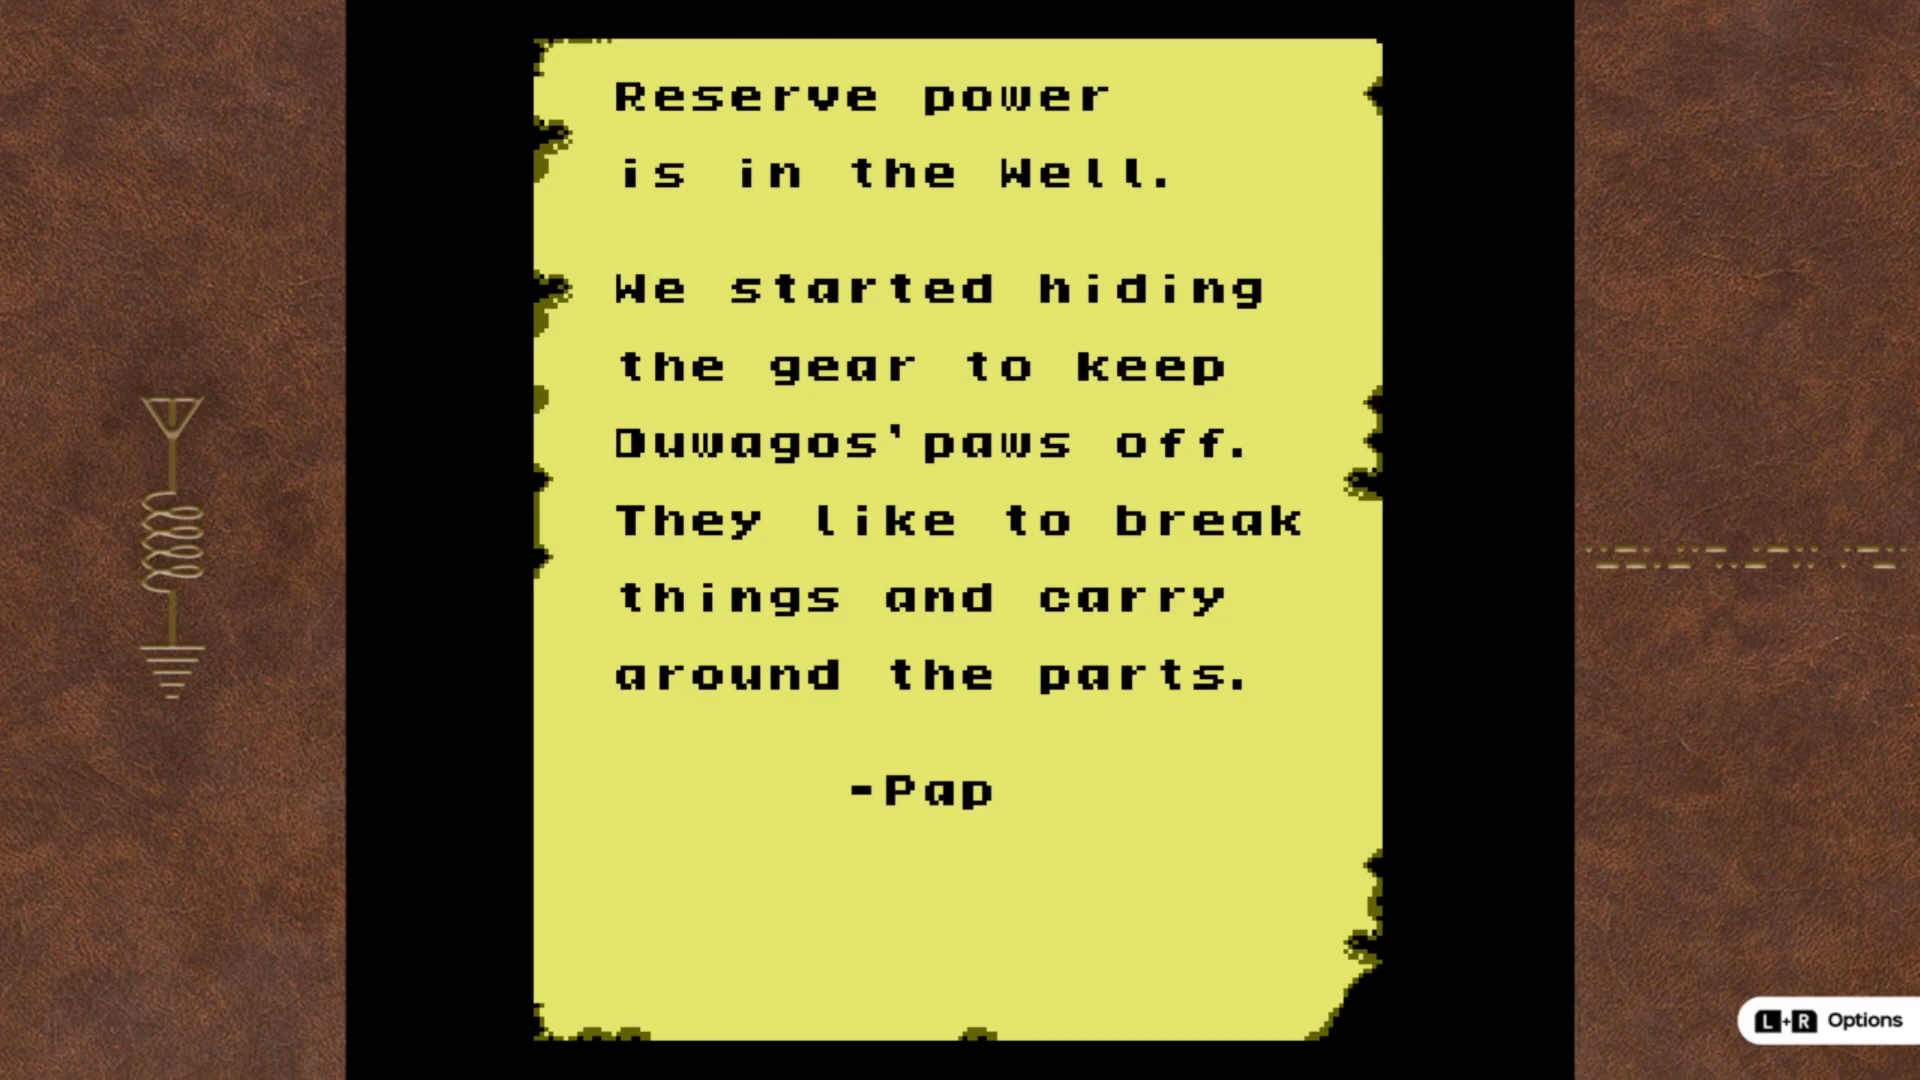 Reserve power
is in the Well.
We started hiding
the gear to keep
Duwagos'paws off.
They like to break
things and carry
around the parts.
-Pap
L+R Options